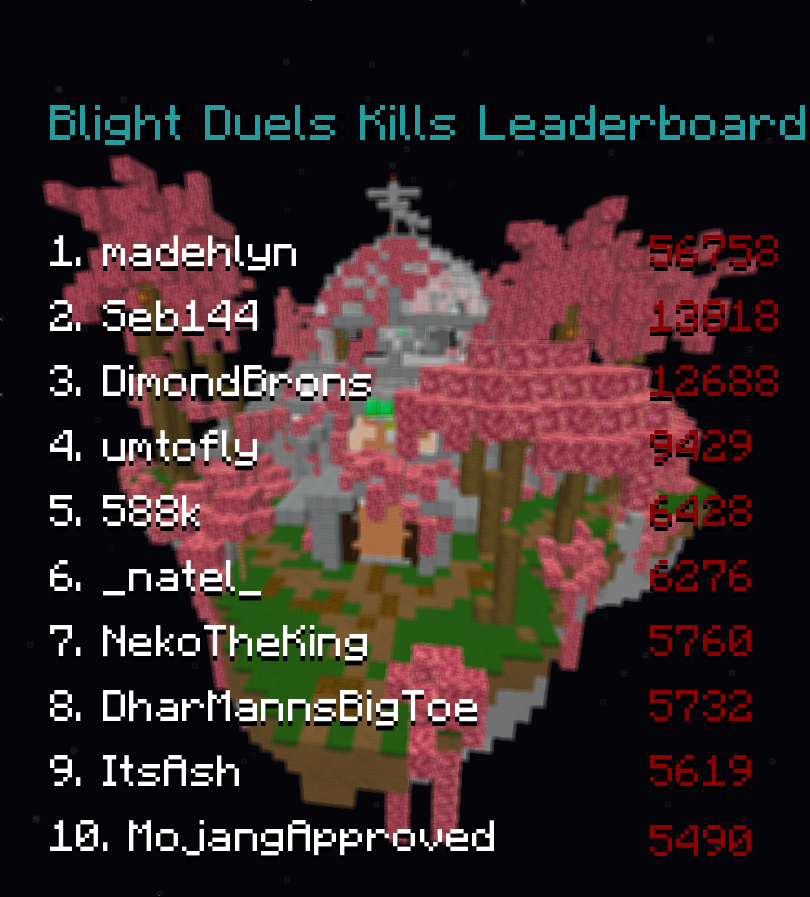 Blight Duels Kills Leaderboard
1. madehlyn 56758
2. Seb144 13818
3. DimondBrons 12688
4. umtofly 9429
5. 588k 6428
6. _natel_ 6276
7. NekoTheKing 5760
8. DharMannsBigToe 5732
9. ItsAsh 5619
10. MojangApproved 5490